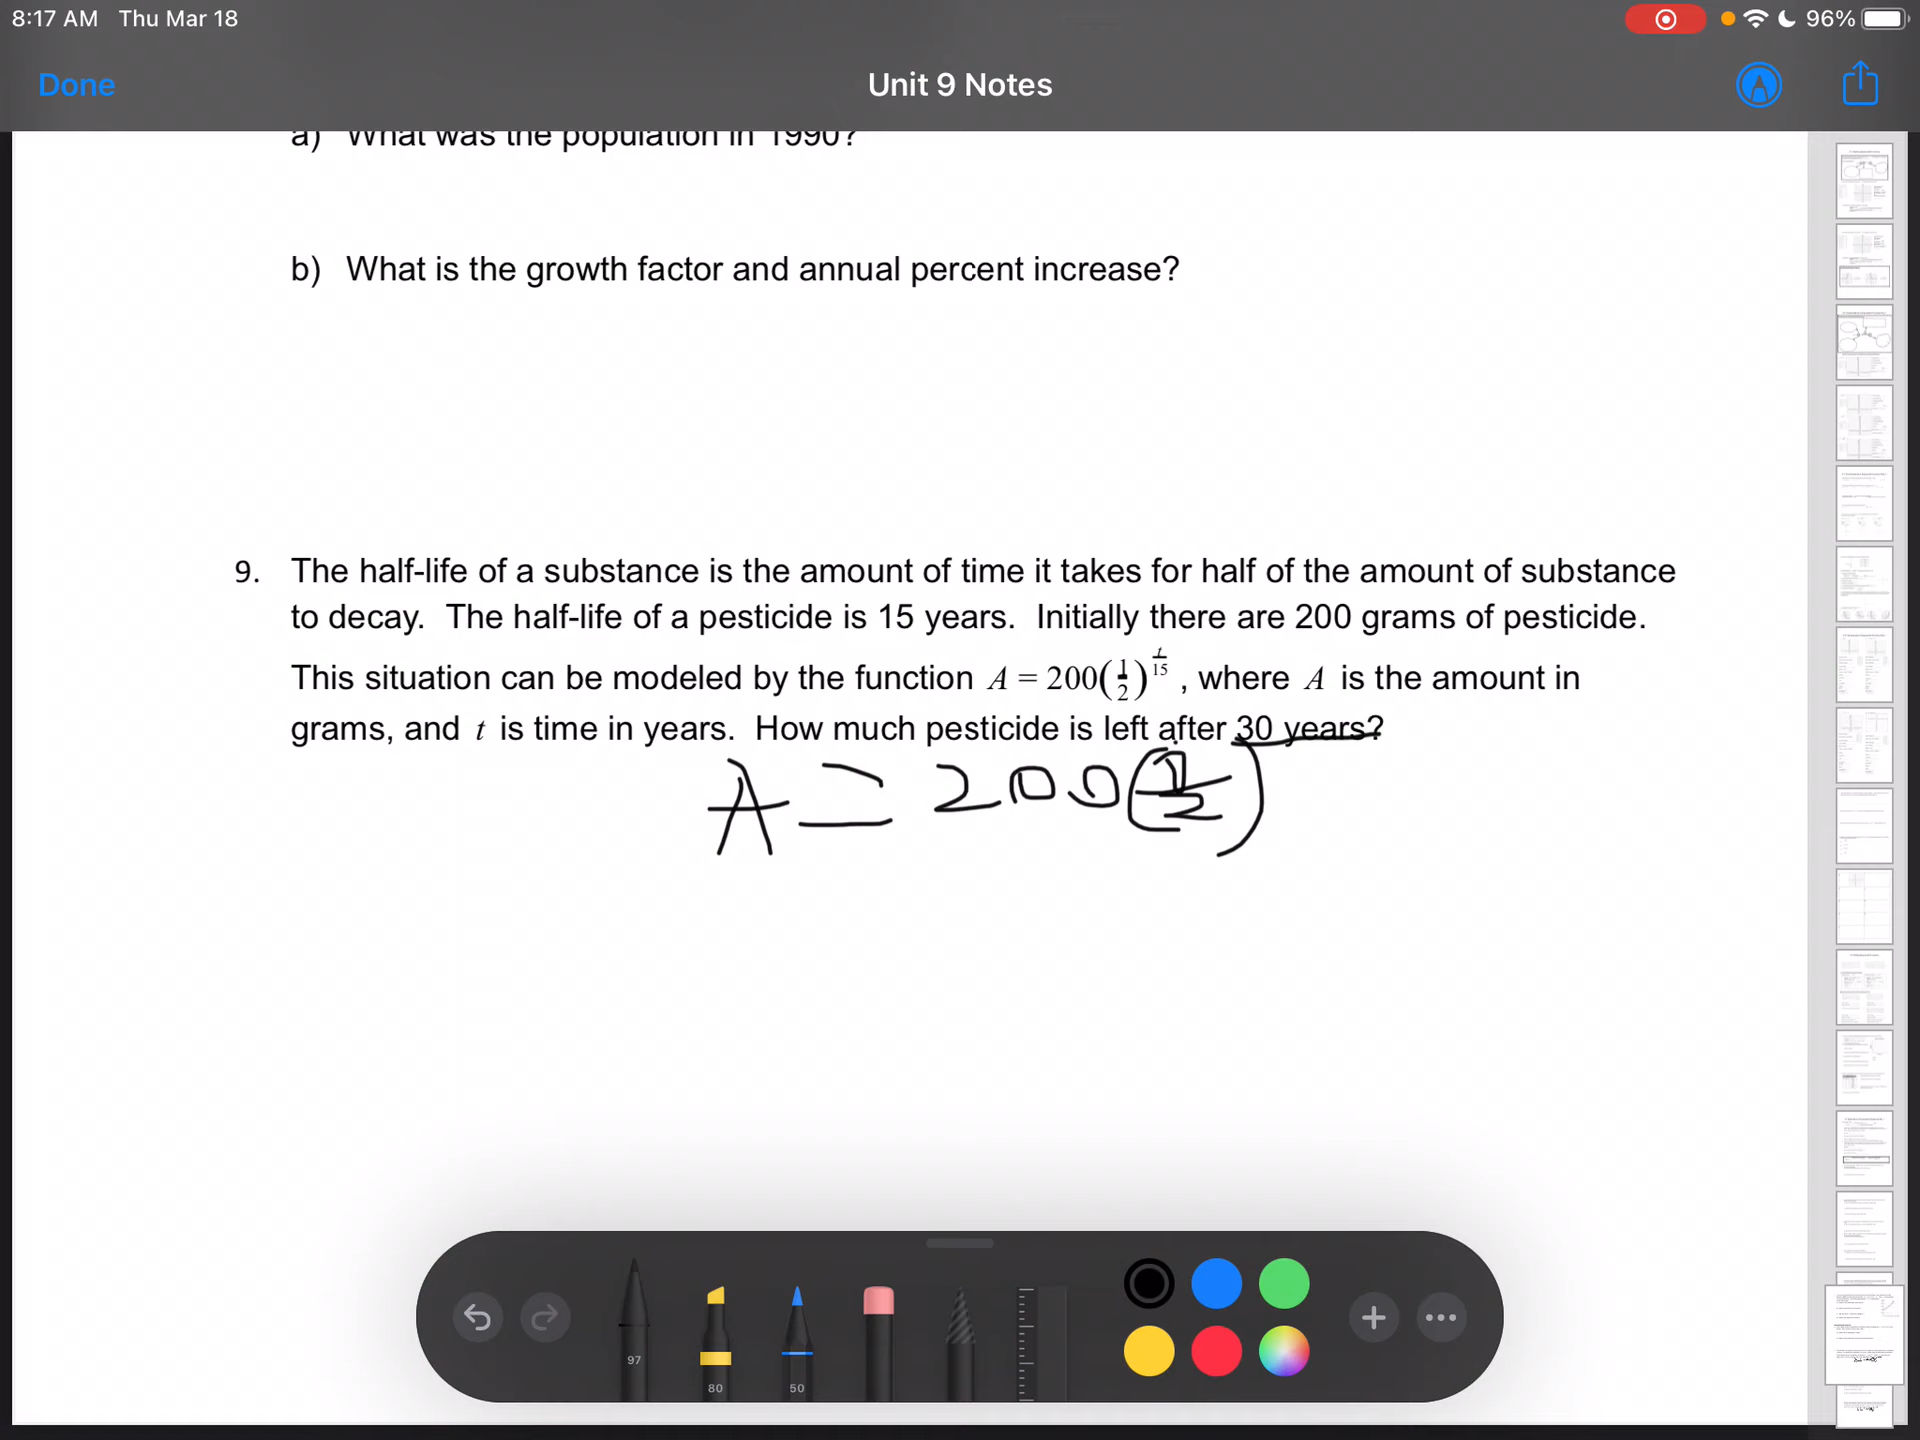 8:17 AM Thu Mar 18
96%
Done
Unit 9 Notes
a) What was the population in 1990?
b) What is the growth factor and annual percent increase?
9. The half-life of a substance is the amount of time it takes for half of the amount of substance
to decay. The half-life of a pesticide is 15 years. Initially there are 200 grams of pesticide.
This situation can be modeled by the function A = 200(1/2)^(t/15), where A is the amount in
grams, and t is time in years. How much pesticide is left after 30 years?
A = 200(1/2)
97
80
50